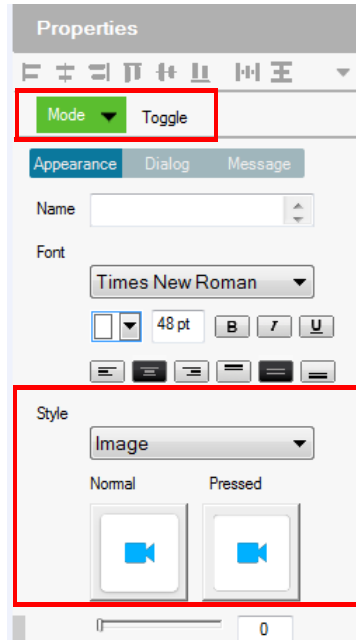 Properties
Mode Toggle
Appearance Dialog Message
Name
Font
Times New Roman
48 pt B I U
Style
Image
Normal Pressed
0